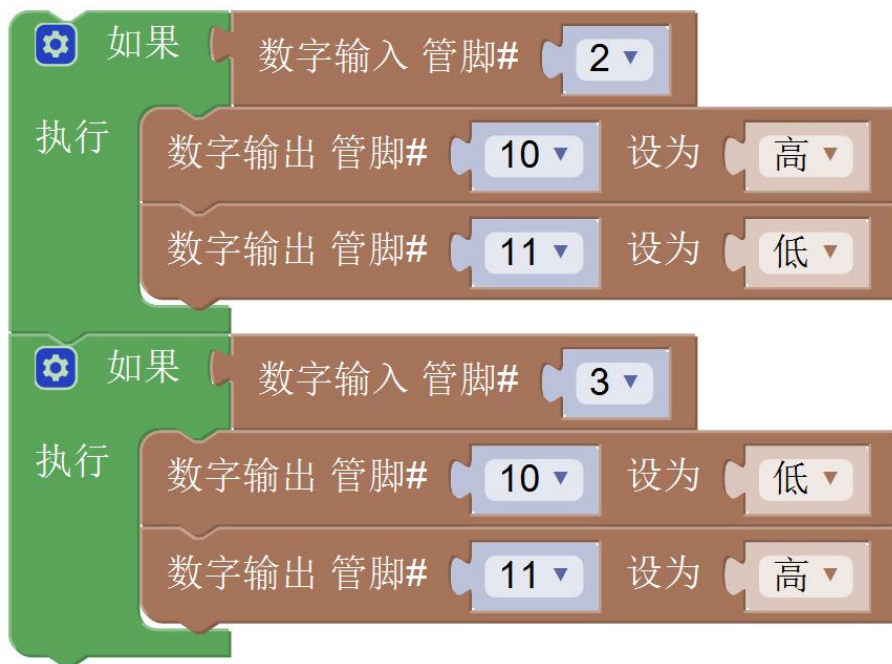 如果 数字输入 管脚# 2
执行 数字输出 管脚# 10 设为 高
数字输出 管脚# 11 设为 低
如果 数字输入 管脚# 3
执行 数字输出 管脚# 10 设为 低
数字输出 管脚# 11 设为 高